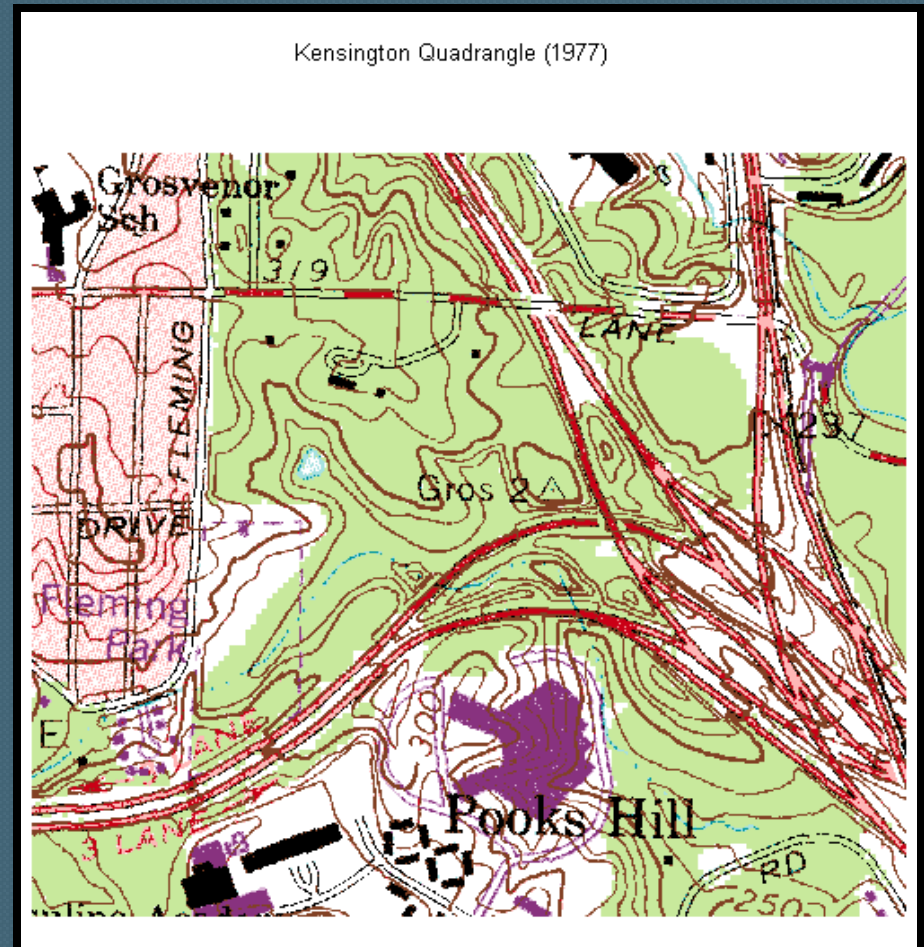 Kensington Quadrangle (1977)
Grosvenor
Sch
319
LANE
FLEMING
Gros 2
DRIVE
Fleming
Park
300
E
3 LANE
3 LANE
Pooks Hill
RD
250